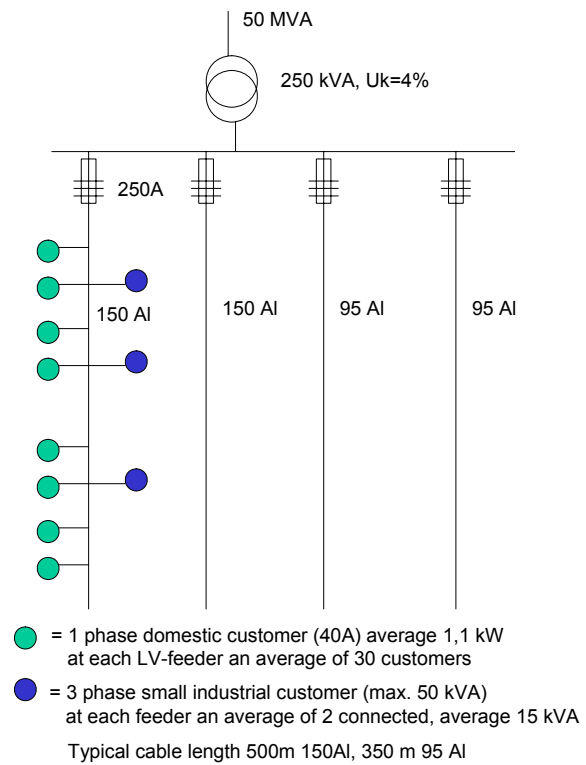 50 MVA
250 kVA, Uk=4%
250A
150 Al
150 Al
95 Al
95 Al
= 1 phase domestic customer (40A) average 1,1 kW
at each LV-feeder an average of 30 customers
= 3 phase small industrial customer (max. 50 kVA)
at each feeder an average of 2 connected, average 15 kVA
Typical cable length 500m 150Al, 350 m 95 Al